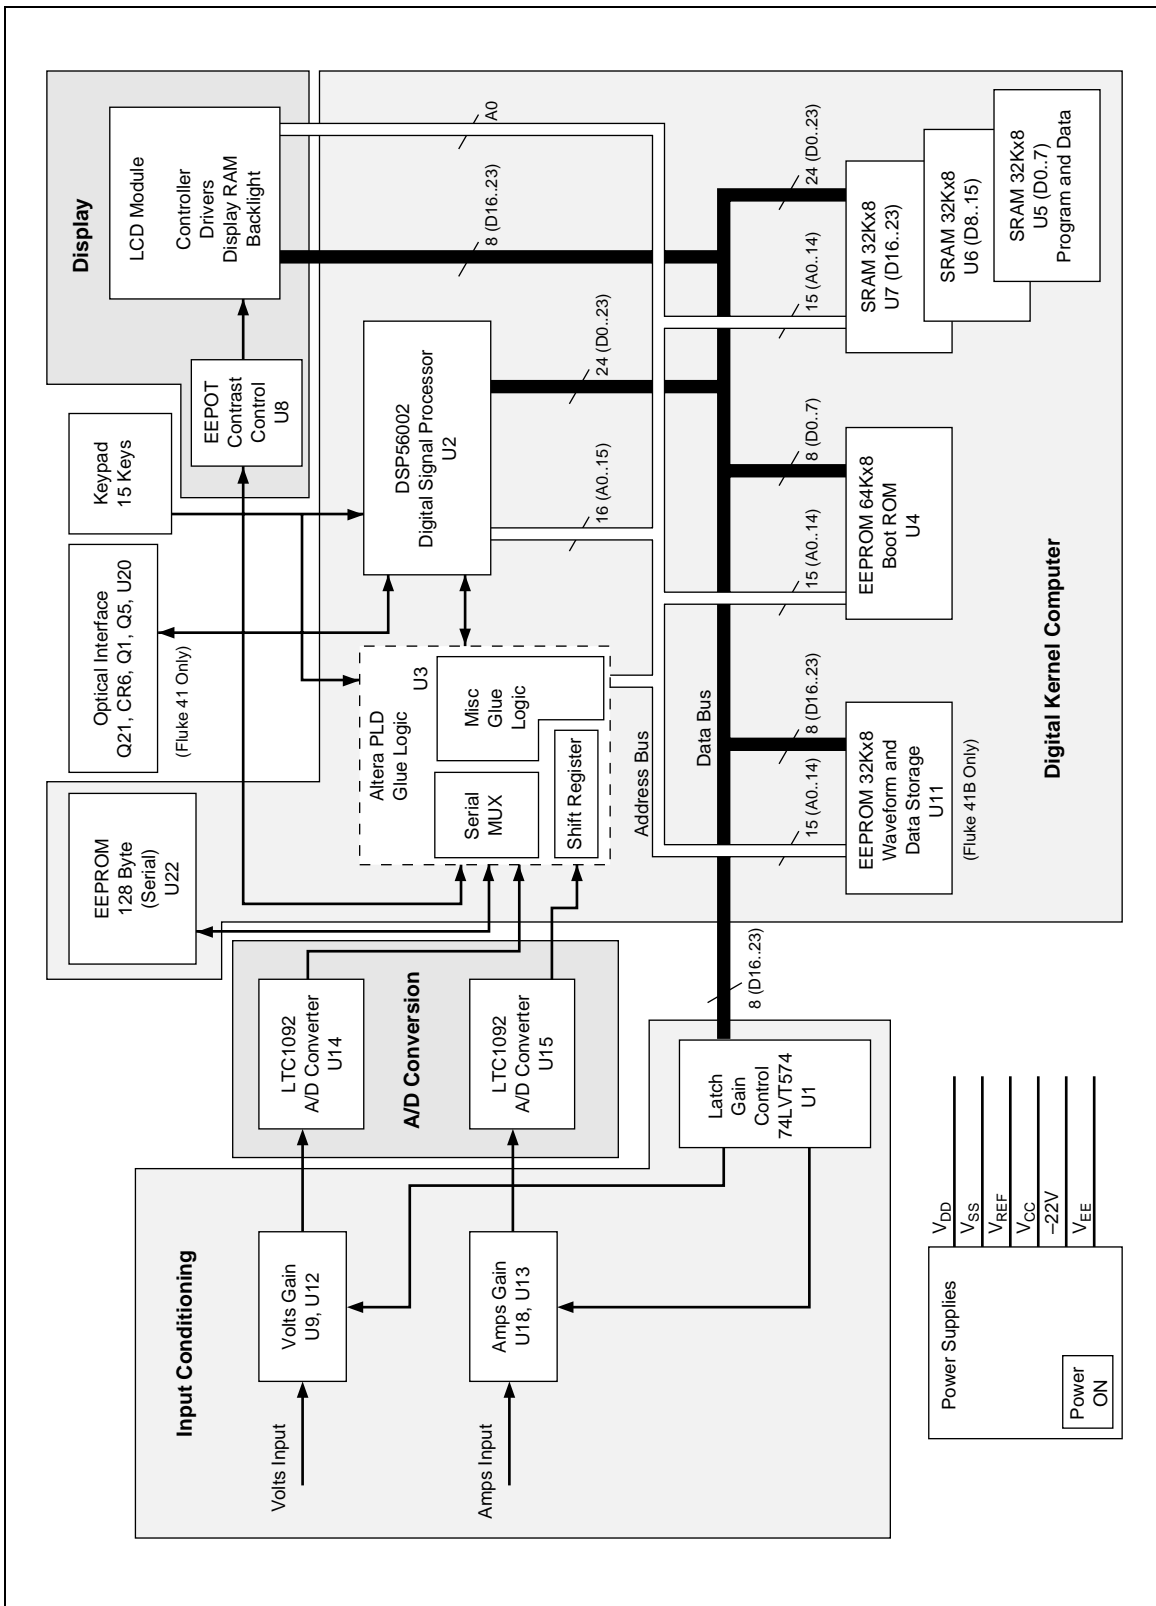 Input Conditioning
Volts Input
Volts Gain
U9, U12
Amps Input
Amps Gain
U18, U13
Latch
Gain
Control
74LVT574
U1
A/D Conversion
LTC1092
A/D Converter
U14
LTC1092
A/D Converter
U15
8 (D16..23)
EEPROM
128 Byte
(Serial)
U22
Optical Interface
Q21, CR6, Q1, Q5, U20
(Fluke 41 Only)
Keypad
15 Keys
Display
EEPOT
Contrast
Control
U8
LCD Module
Controller
Drivers
Display RAM
Backlight
Altera PLD
Glue Logic
U3
Serial
MUX
Misc
Glue
Logic
Shift Register
DSP56002
Digital Signal Processor
U2
16 (A0..15)
24 (D0..23)
8 (D16..23)
A0
Address Bus
Data Bus
15 (A0..14)
8 (D16..23)
15 (A0..14)
8 (D0..7)
15 (A0..14)
24 (D0..23)
EEPROM 32Kx8
Waveform and
Data Storage
U11
(Fluke 41B Only)
EEPROM 64Kx8
Boot ROM
U4
SRAM 32Kx8
U7 (D16..23)
SRAM 32Kx8
U6 (D8..15)
SRAM 32Kx8
U5 (D0..7)
Program and Data
Digital Kernel Computer
Power Supplies
Power
ON
VDD
VSS
VREF
VCC
–22V
VEE